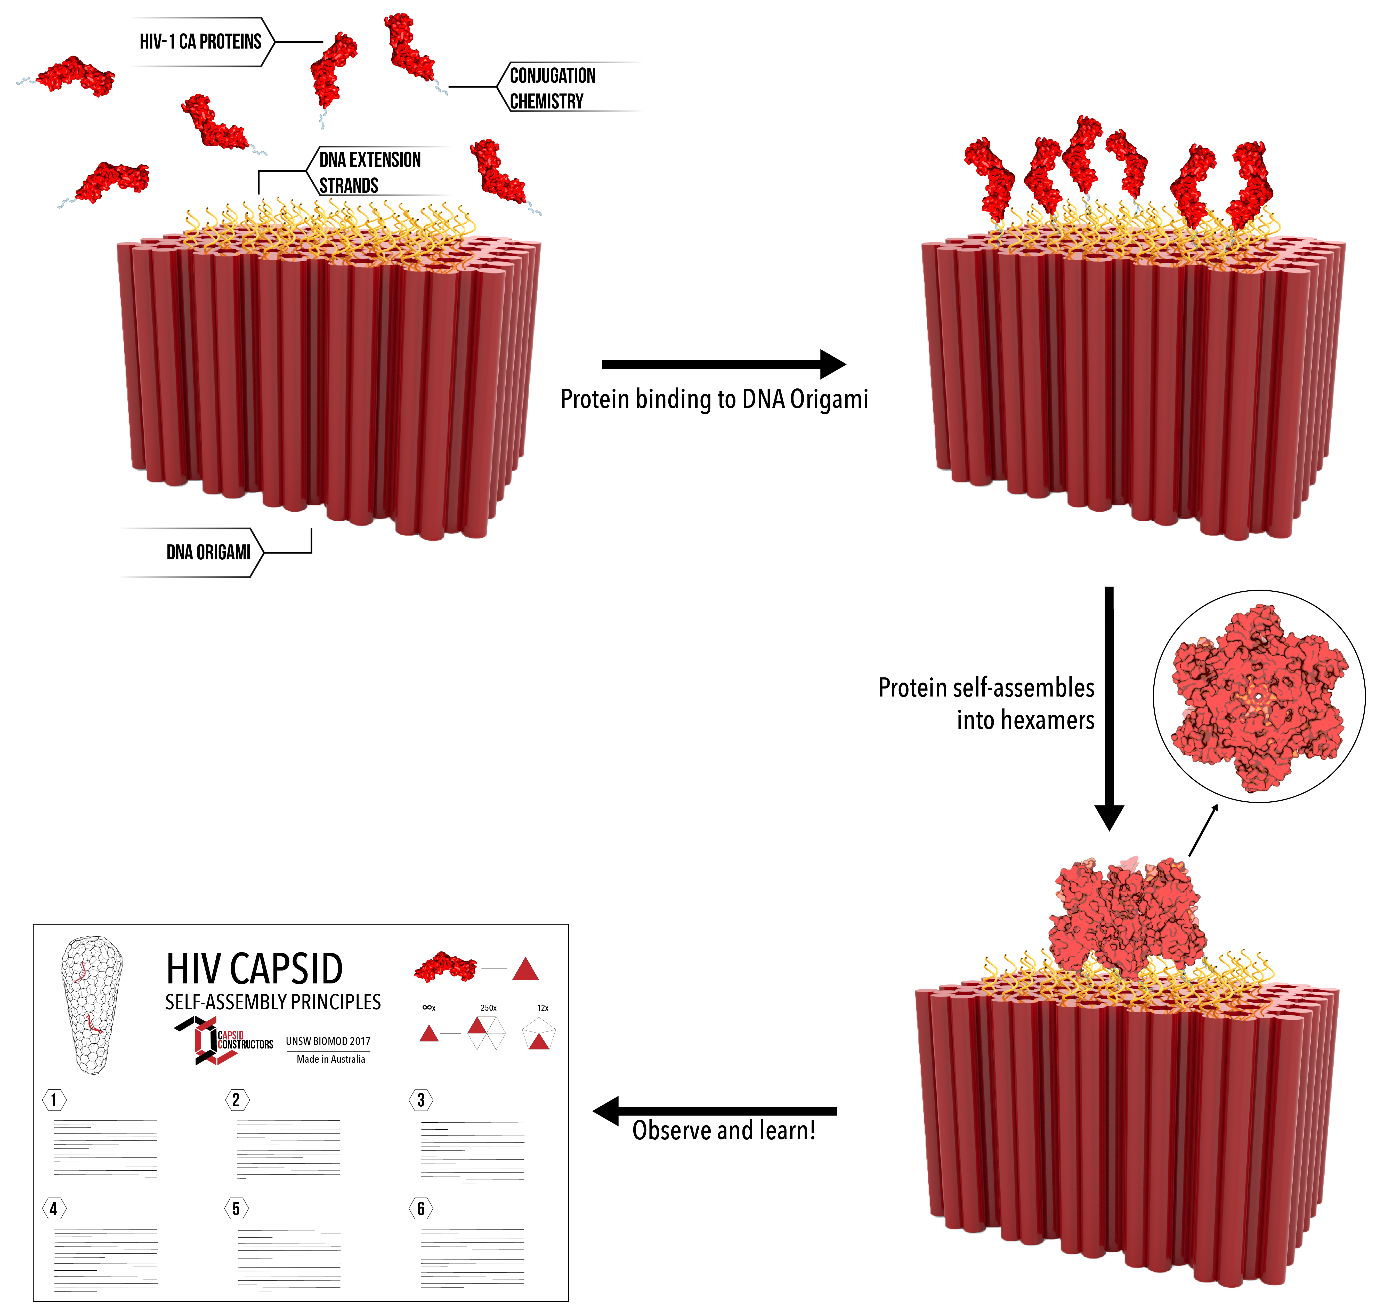 HIV-1 CA PROTEINS
CONJUGATION
CHEMISTRY
DNA EXTENSION
STRANDS
DNA ORIGAMI
Protein binding to DNA Origami
Protein self-assembles
into hexamers
Observe and learn!
HIV CAPSID
SELF-ASSEMBLY PRINCIPLES
CAPSID
CONSTRUCTORS
UNSW BIOMOD 2017
Made in Australia
∞x
250x
12x
1
2
3
4
5
6